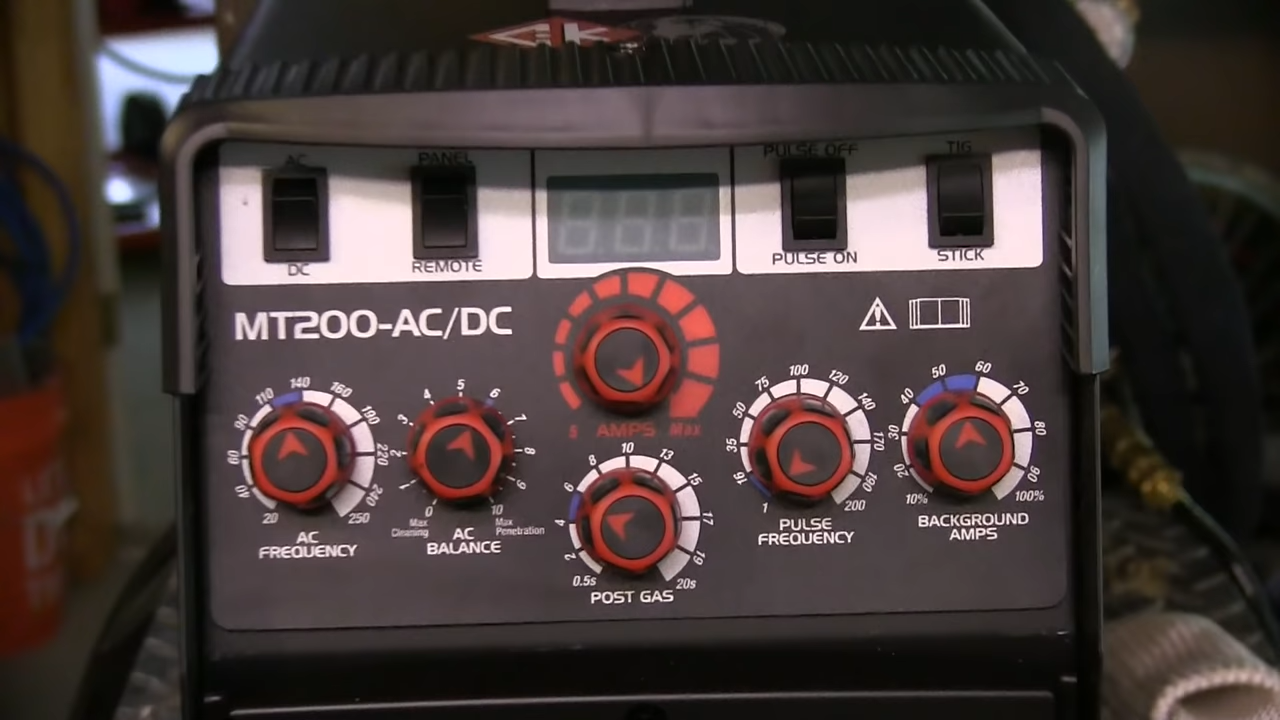 AC
PANEL
PULSE OFF
TIG
DC
REMOTE
PULSE ON
STICK
MT200-AC/DC
20 40 60 90 110 140 160 190 220 240 250
AC
FREQUENCY
0 1 2 3 4 5 6 7 8 9 10
Max
Cleaning
Max
Penetration
AC
BALANCE
5 AMPS Max
0.5s 2 4 6 8 10 13 15 17 19 20s
POST GAS
1 15 35 50 75 100 120 140 170 190 200
PULSE
FREQUENCY
10% 20 30 40 50 60 70 80 90 100%
BACKGROUND
AMPS